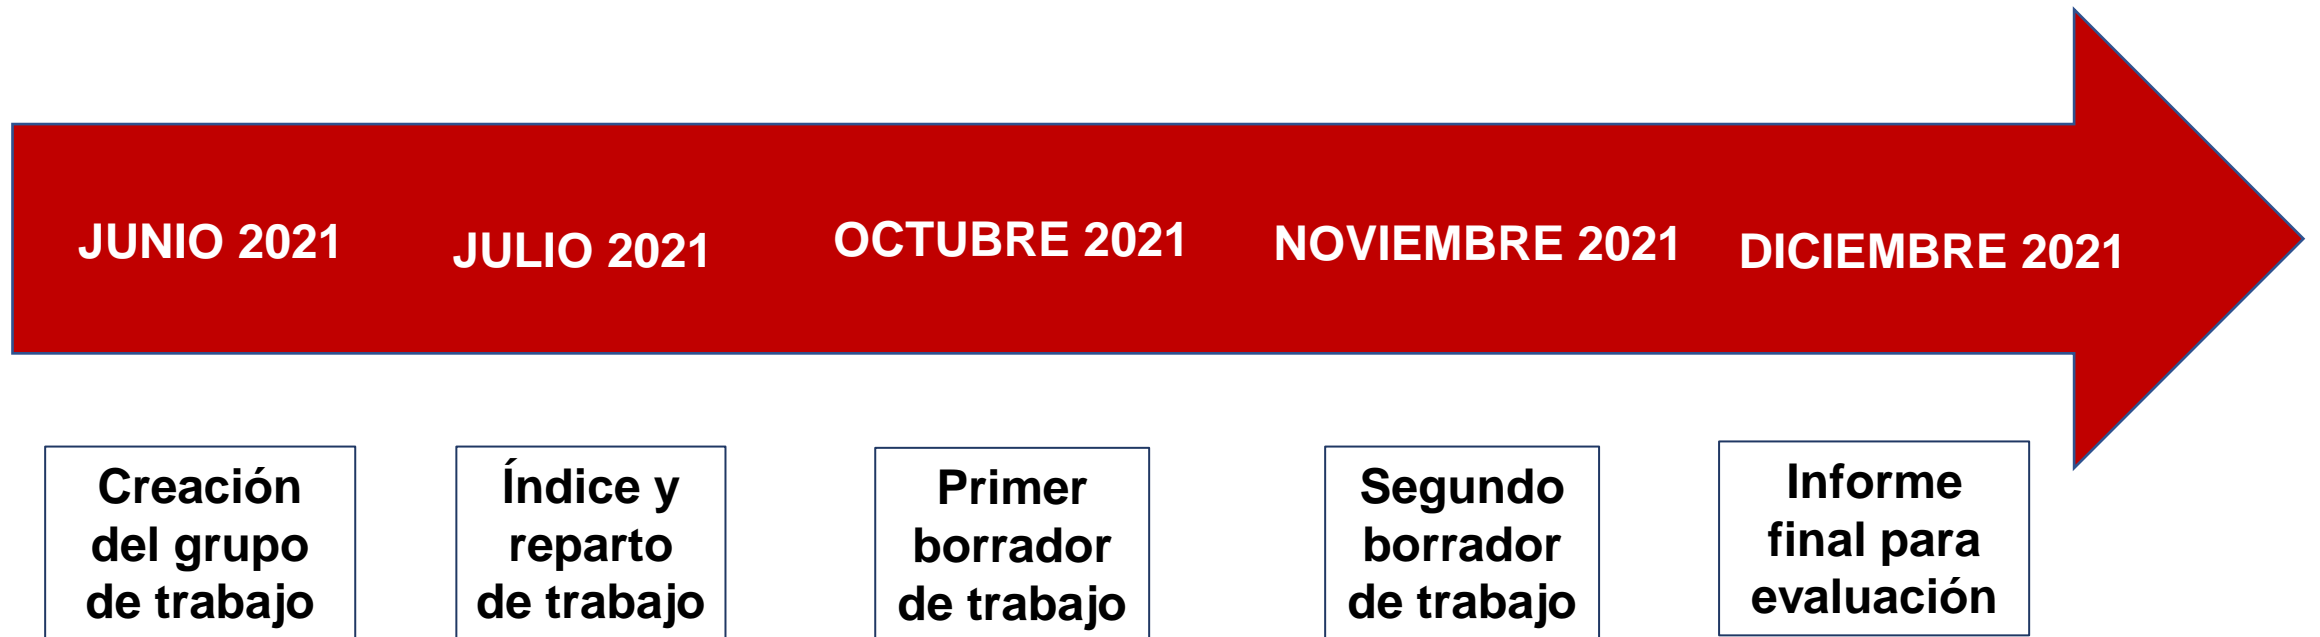 JUNIO 2021
JULIO 2021
OCTUBRE 2021
NOVIEMBRE 2021
DICIEMBRE 2021
Creación
del grupo
de trabajo
Índice y
reparto
de trabajo
Primer
borrador
de trabajo
Segundo
borrador
de trabajo
Informe
final para
evaluación